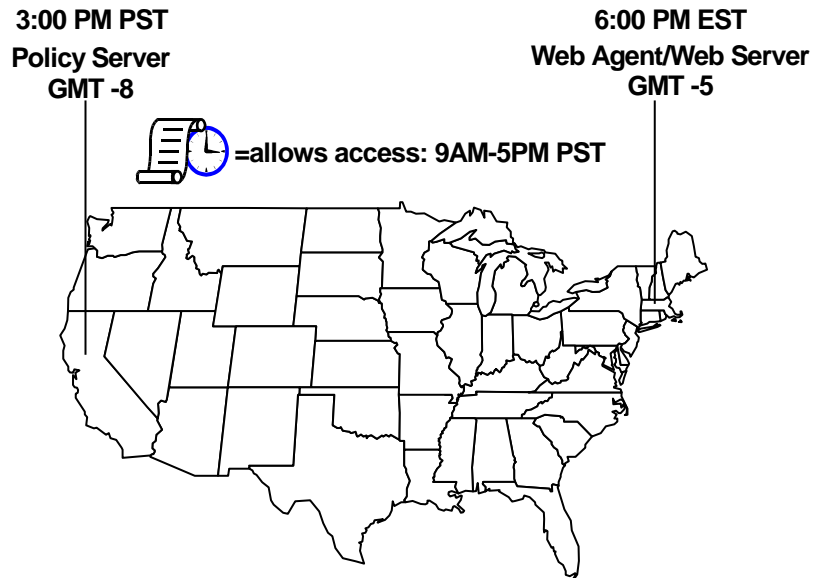 3:00 PM PST
Policy Server
GMT -8
6:00 PM EST
Web Agent/Web Server
GMT -5
=allows access: 9AM-5PM PST